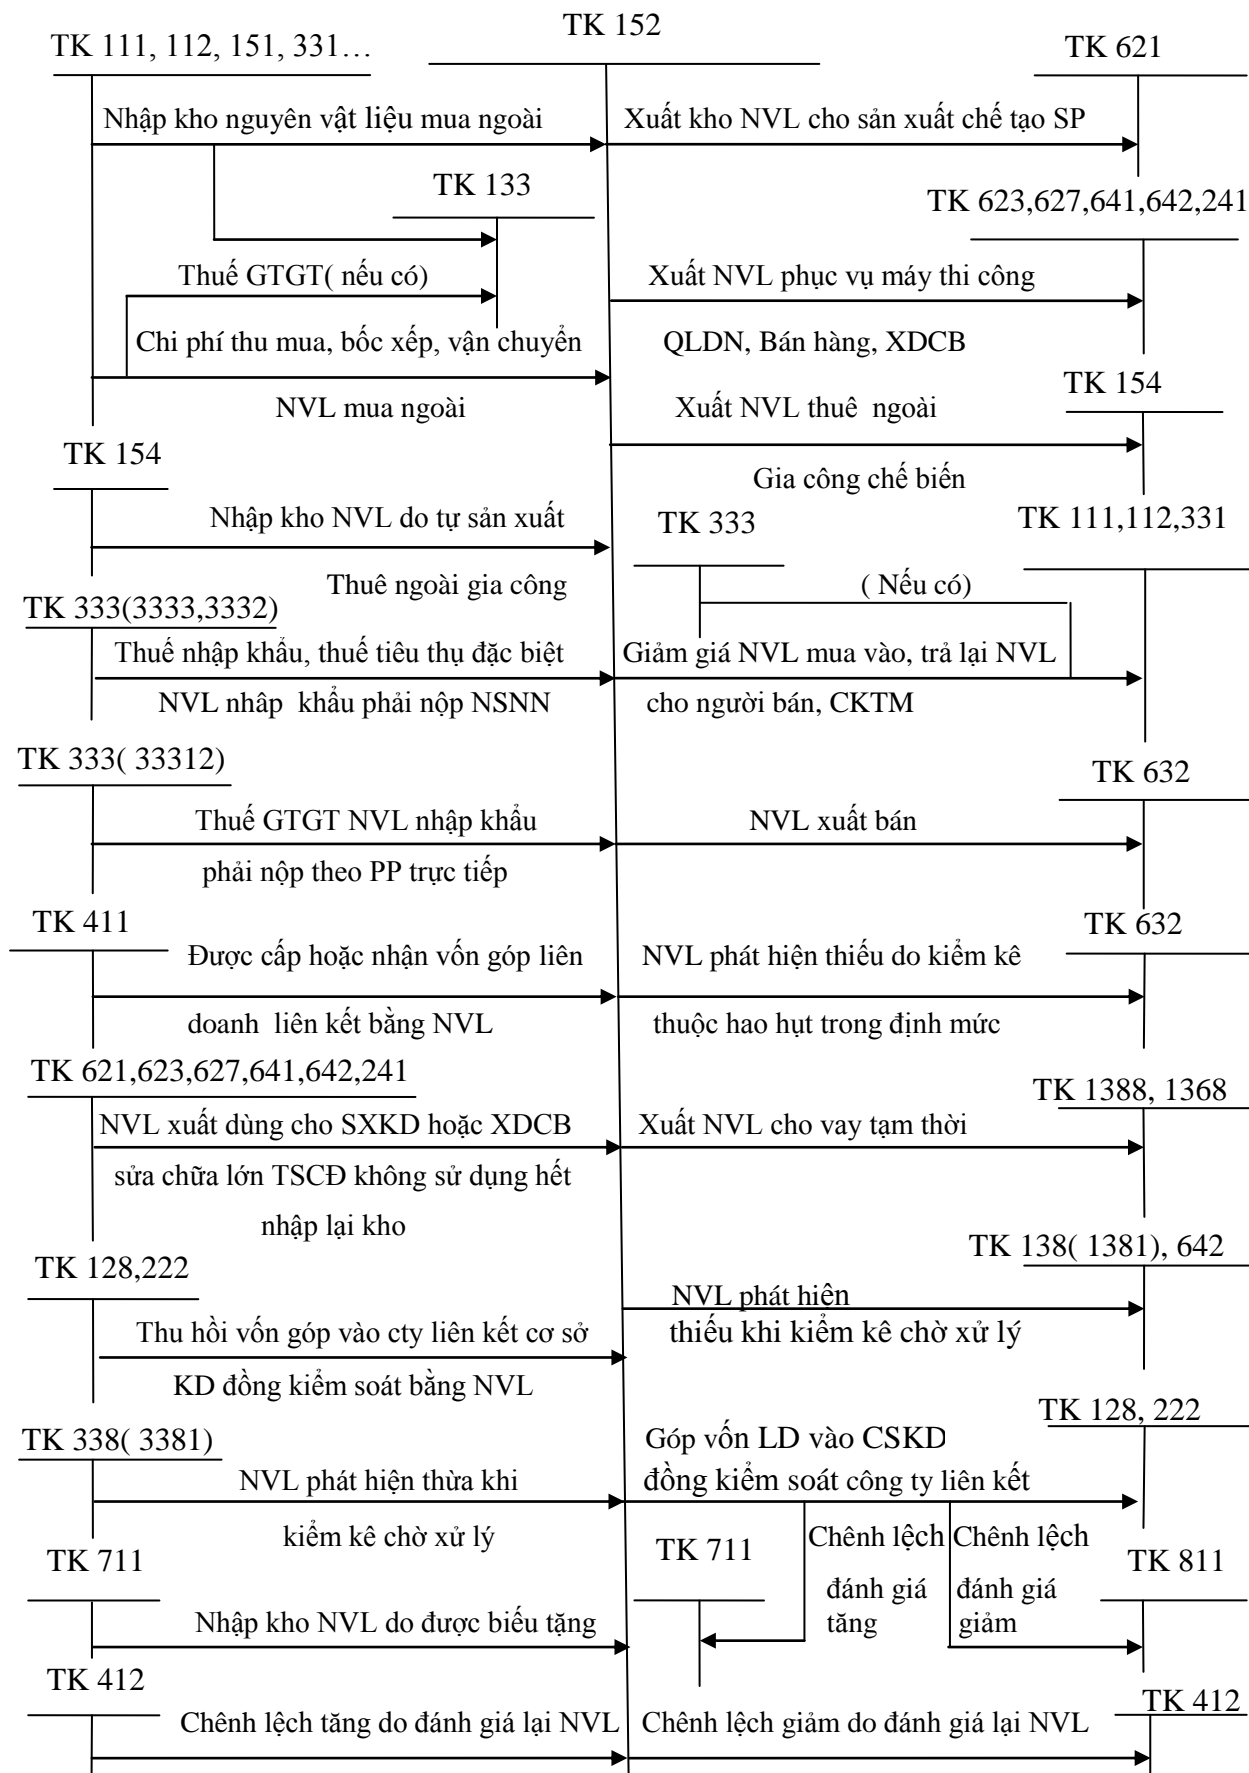 TK 152
TK 111, 112, 151, 331…
TK 621
Nhập kho nguyên vật liệu mua ngoài
Xuất kho NVL cho sản xuất chế tạo SP
TK 133
TK 623,627,641,642,241
Thuế GTGT( nếu có)
Xuất NVL phục vụ máy thi công
Chi phí thu mua, bốc xếp, vận chuyển
QLDN, Bán hàng, XDCB
NVL mua ngoài
Xuất NVL thuê ngoài
TK 154
TK 154
Gia công chế biến
Nhập kho NVL do tự sản xuất
TK 333
TK 111,112,331
Thuê ngoài gia công
( Nếu có)
TK 333(3333,3332)
Thuế nhập khẩu, thuế tiêu thụ đặc biệt
Giảm giá NVL mua vào, trả lại NVL
NVL nhâp khẩu phải nộp NSNN
cho người bán, CKTM
TK 333( 33312)
TK 632
Thuế GTGT NVL nhập khẩu
NVL xuất bán
phải nộp theo PP trực tiếp
TK 411
TK 632
Được cấp hoặc nhận vốn góp liên
NVL phát hiện thiếu do kiểm kê
doanh liên kết bằng NVL
thuộc hao hụt trong định mức
TK 621,623,627,641,642,241
TK 1388, 1368
NVL xuất dùng cho SXKD hoặc XDCB
Xuất NVL cho vay tạm thời
sửa chữa lớn TSCĐ không sử dụng hết
nhập lại kho
TK 138( 1381), 642
TK 128,222
NVL phát hiện
Thu hồi vốn góp vào cty liên kết cơ sở
thiếu khi kiểm kê chờ xử lý
KD đồng kiểm soát bằng NVL
TK 128, 222
TK 338( 3381)
Góp vốn LD vào CSKD
NVL phát hiện thừa khi
đồng kiểm soát công ty liên kết
kiểm kê chờ xử lý
TK 711
Chênh lệch
Chênh lệch
TK 711
TK 811
đánh giá
đánh giá
Nhập kho NVL do được biếu tặng
tăng
giảm
TK 412
TK 412
Chênh lệch tăng do đánh giá lại NVL
Chênh lệch giảm do đánh giá lại NVL